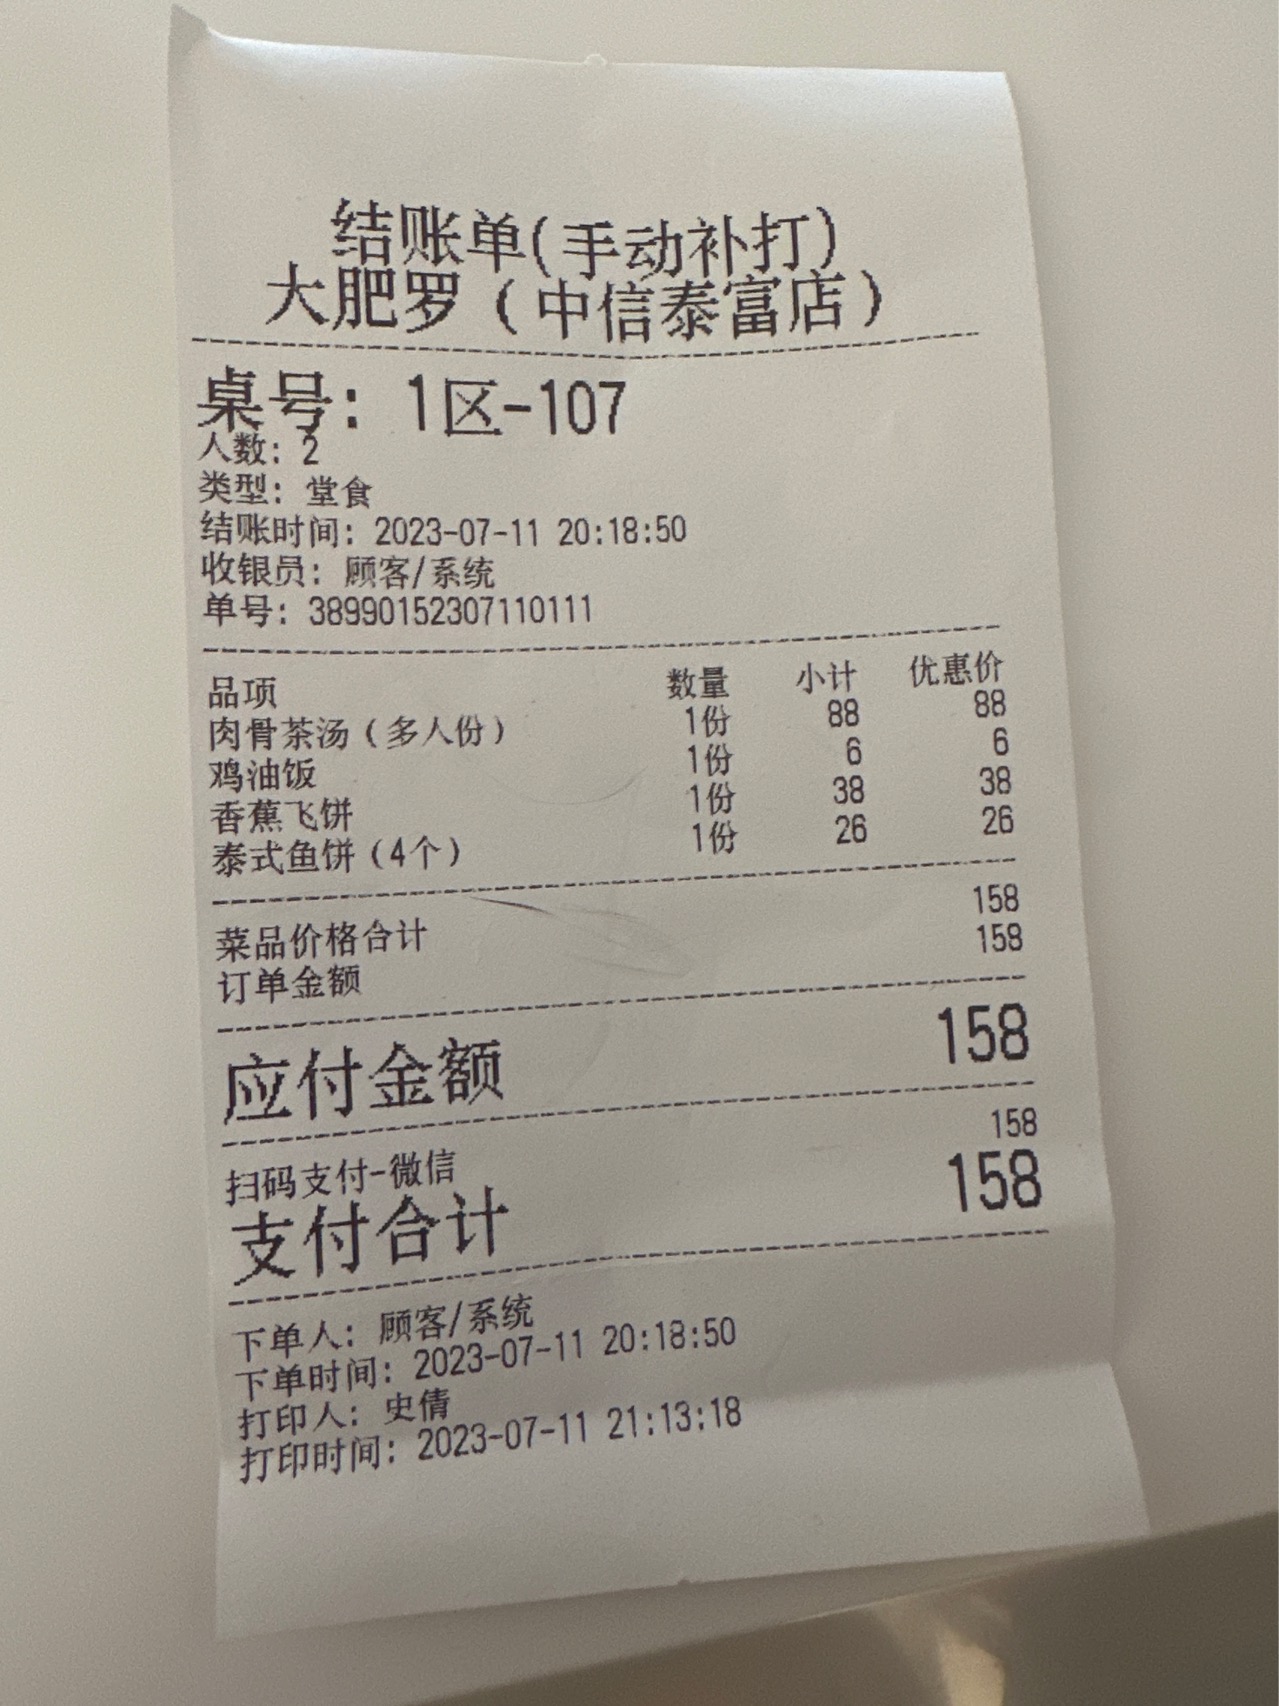 结账单(手动补打)
大肥罗（中信泰富店）
桌号: 1区-107
人数: 2
类型: 堂食
结账时间: 2023-07-11 20:18:50
收银员: 顾客/系统
单号: 38990152307110111
品项 数量 小计 优惠价
肉骨茶汤（多人份） 1份 88 88
鸡油饭 1份 6 6
香蕉飞饼 1份 38 38
泰式鱼饼（4个） 1份 26 26
菜品价格合计 158
订单金额 158
应付金额 158
扫码支付-微信 158
支付合计 158
下单人: 顾客/系统
下单时间: 2023-07-11 20:18:50
打印人: 史倩
打印时间: 2023-07-11 21:13:18